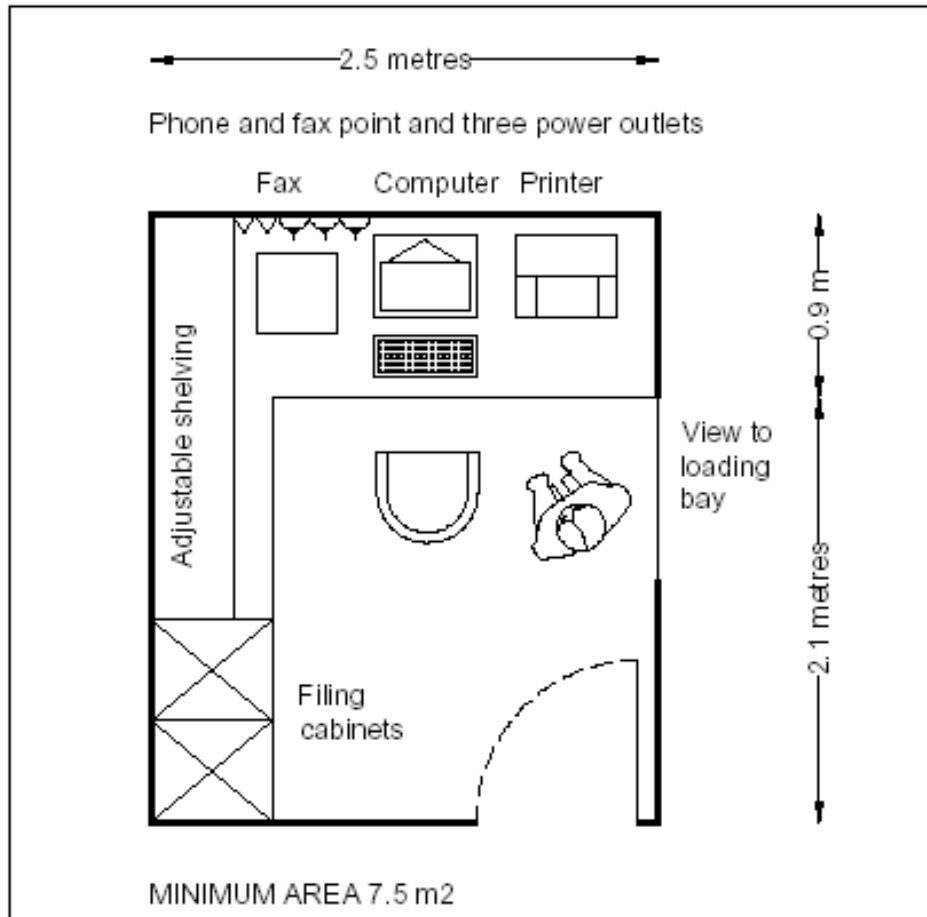 2.5 metres
Phone and fax point and three power outlets
Fax Computer Printer
0.9 m
Adjustable shelving
View to
loading
bay
2.1 metres
Filing
cabinets
MINIMUM AREA 7.5 m2